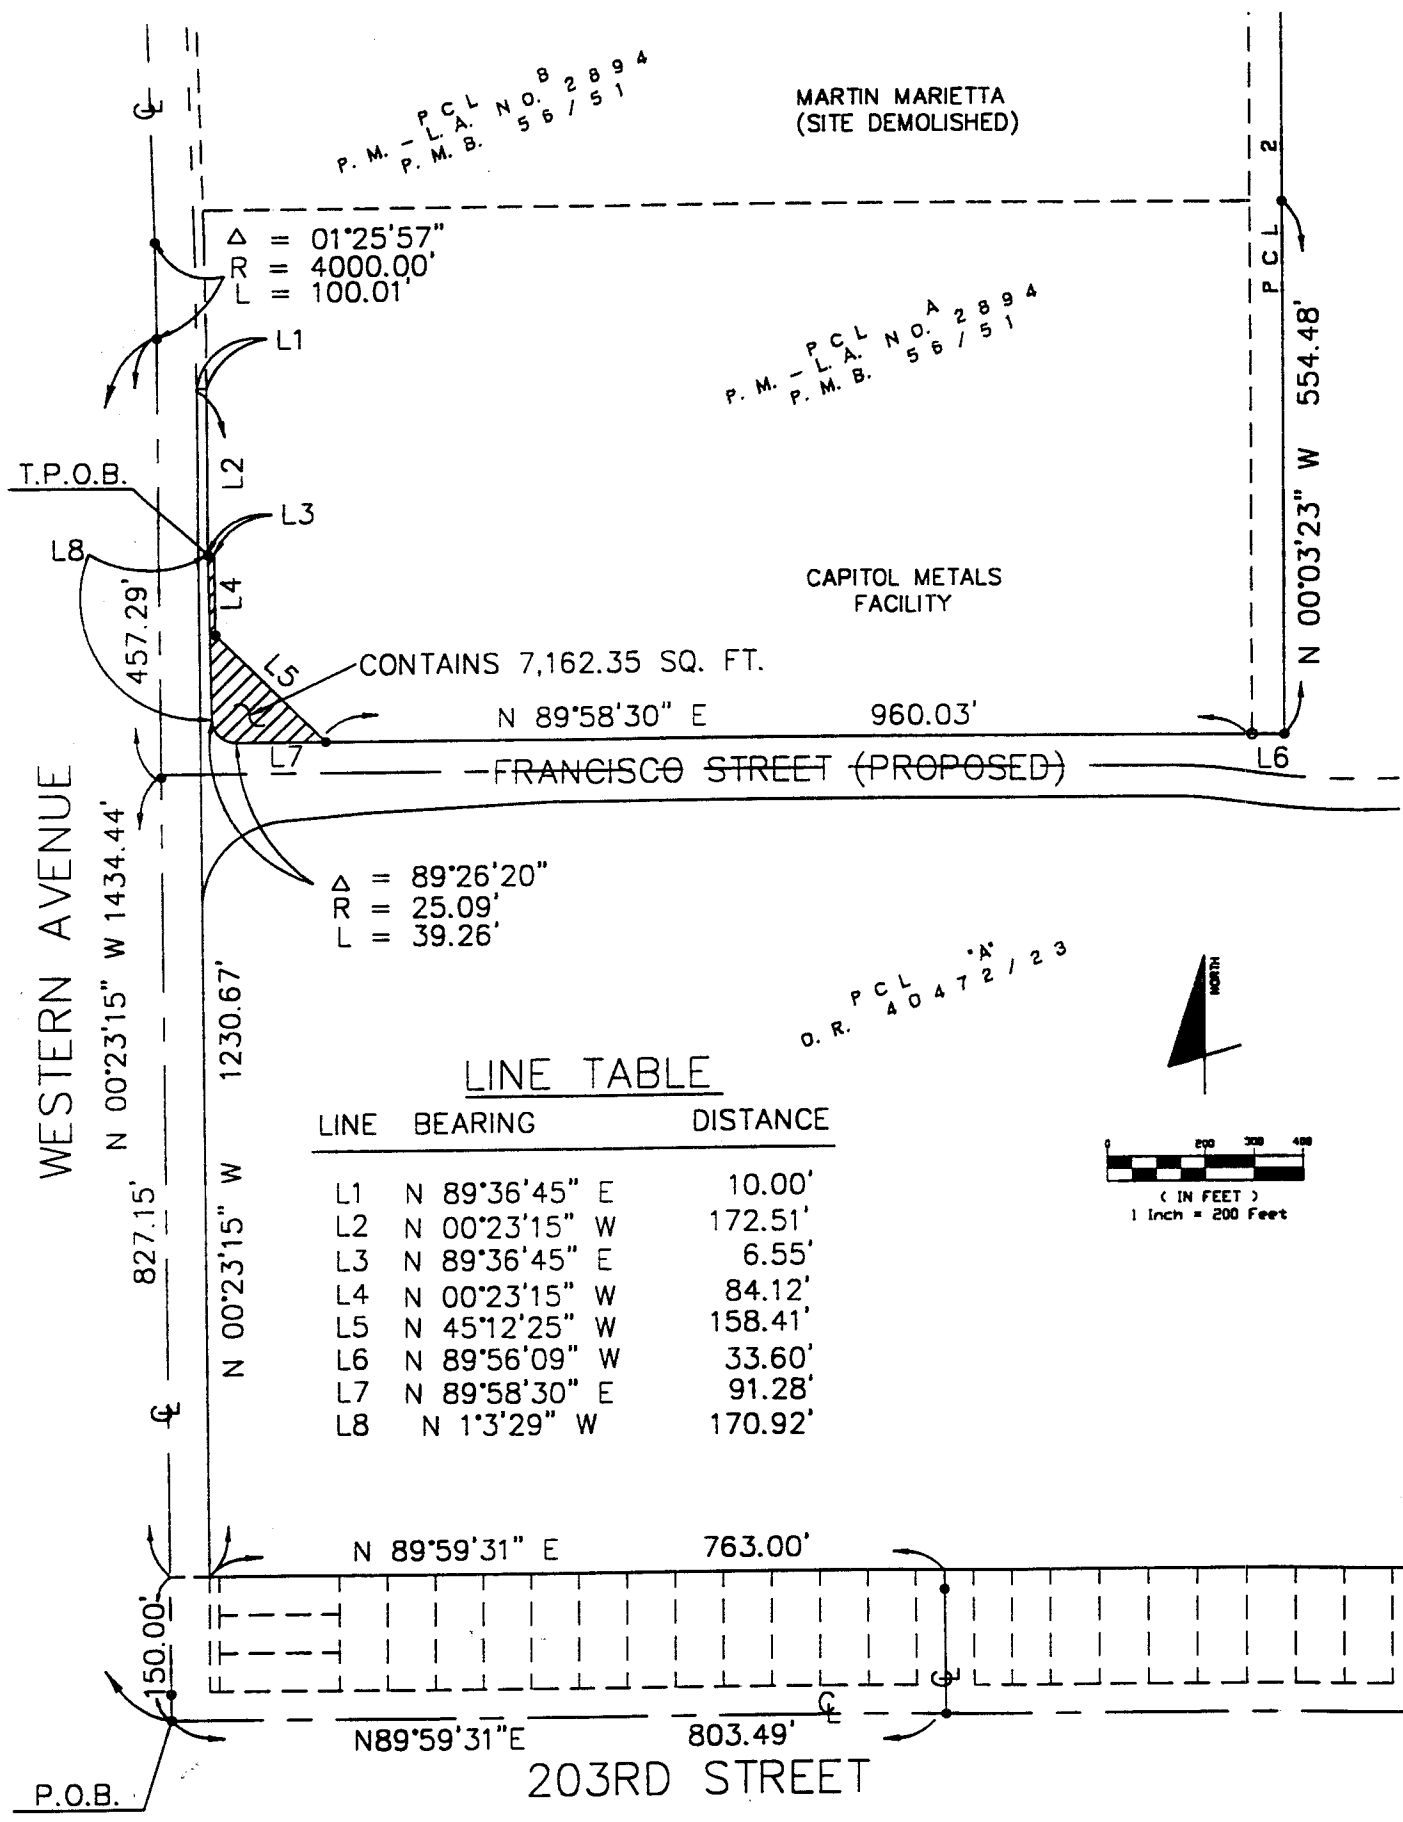 P C L B
P. M. - L. A. NO. 2894
P. M. B. 56 / 51
MARTIN MARIETTA
(SITE DEMOLISHED)
PCL 2
℄
Δ = 01°25'57"
R = 4000.00'
L = 100.01'
L1
P C L A
P. M. - L. A. NO. 2894
P. M. B. 56 / 51
N 00°03'23" W 554.48'
L2
T.P.O.B.
L3
L8
L4
457.29'
CAPITOL METALS
FACILITY
L5
CONTAINS 7,162.35 SQ. FT.
N 89°58'30" E 960.03'
L7
L6
FRANCISCO STREET (PROPOSED)
WESTERN AVENUE
N 00°23'15" W 1434.44'
Δ = 89°26'20"
R = 25.09'
L = 39.26'
P C L "A"
O. R. 40472/23
NORTH
N 00°23'15" W 1230.67'
827.15'
LINE TABLE
LINE BEARING DISTANCE
L1 N 89°36'45" E 10.00'
L2 N 00°23'15" W 172.51'
L3 N 89°36'45" E 6.55'
L4 N 00°23'15" W 84.12'
L5 N 45°12'25" W 158.41'
L6 N 89°56'09" W 33.60'
L7 N 89°58'30" E 91.28'
L8 N 1°3'29" W 170.92'
0 200 300 400
( IN FEET )
1 Inch = 200 Feet
℄
N 89°59'31" E 763.00'
150.00'
℄
℄
N89°59'31"E 803.49'
203RD STREET
P.O.B.